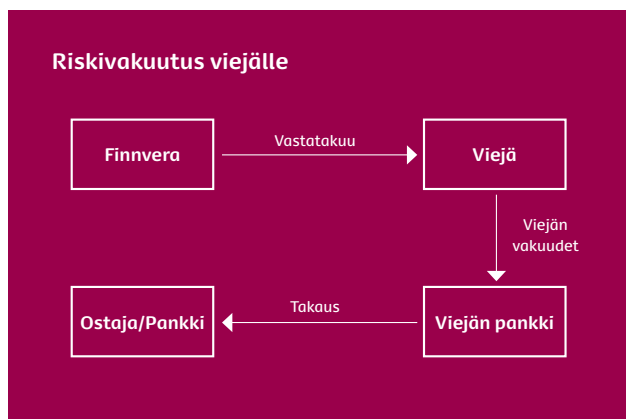 Riskivakuutus viejälle
Finnvera
Vastatakuu
Viejä
Viejän
vakuudet
Ostaja/Pankki
Takaus
Viejän pankki